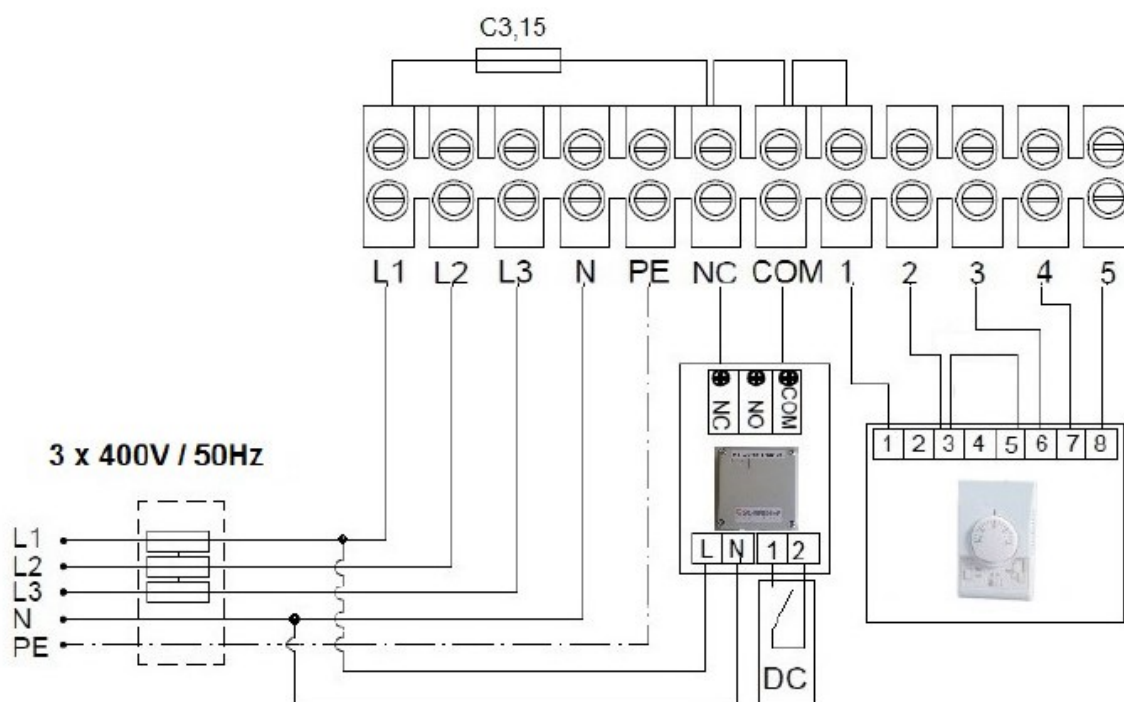 C3,15
L1 L2 L3 N PE NC COM 1 2 3 4 5
NC NO COM
1 2 3 4 5 6 7 8
3 x 400V / 50Hz
L N 1 2
L1
L2
L3
N
PE
DC